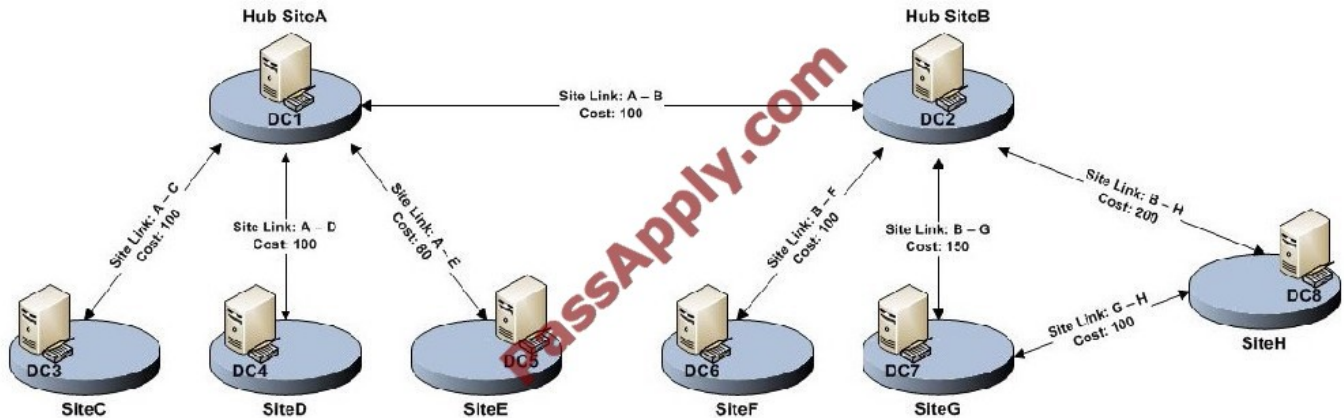 Hub SiteA
Hub SiteB
DC1
Site Link: A – B
Cost: 100
DC2
Site Link: A – C
Cost: 100
Site Link: A – D
Cost: 100
Site Link: A – E
Cost: 80
Site Link: B – F
Cost: 100
Site Link: B – G
Cost: 150
Site Link: B – H
Cost: 200
Site Link: G – H
Cost: 100
DC3
DC4
DC5
DC6
DC7
DC8
SiteC
SiteD
SiteE
SiteF
SiteG
SiteH
PassApply.com